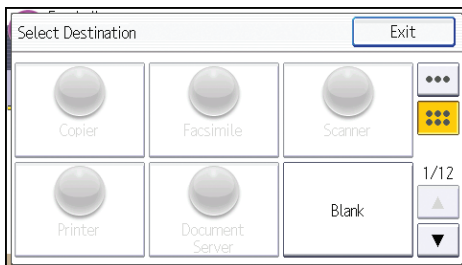 Select Destination
Exit
Copier
Facsimile
Scanner
1/12
Printer
Document
Server
Blank